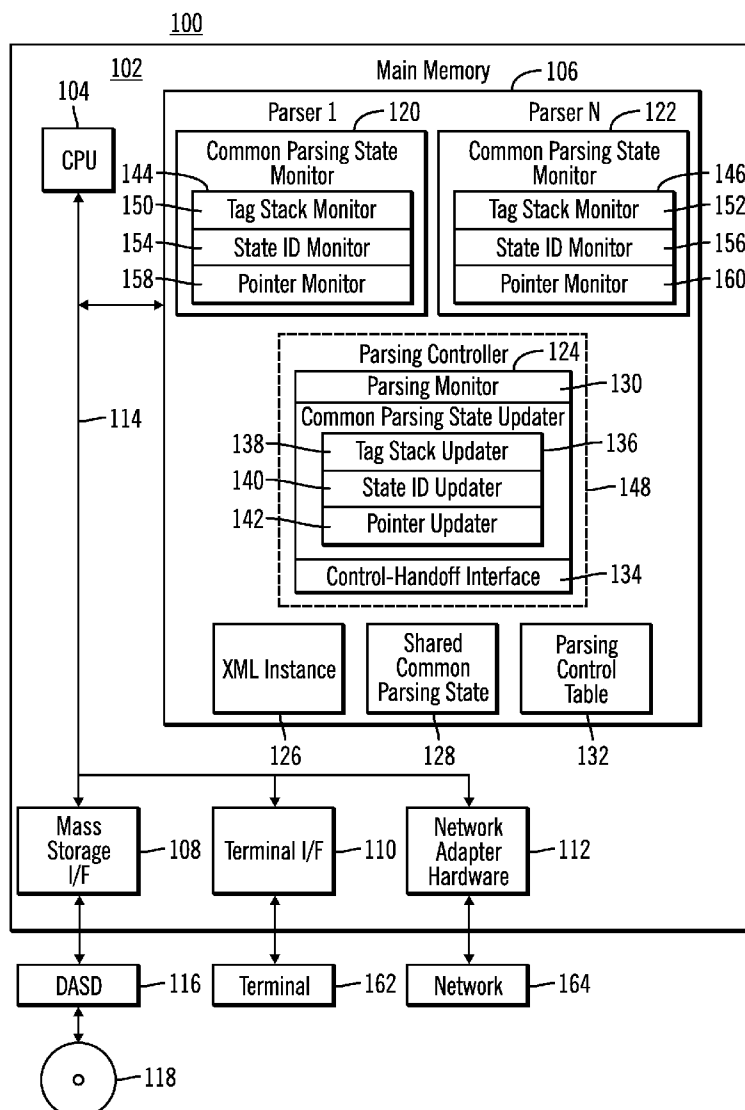 100
102
Main Memory
106
104
CPU
Parser 1
120
Common Parsing State
Monitor
144
150
Tag Stack Monitor
154
State ID Monitor
158
Pointer Monitor
Parser N
122
Common Parsing State
Monitor
146
Tag Stack Monitor
152
State ID Monitor
156
Pointer Monitor
160
114
Parsing Controller
124
Parsing Monitor
130
Common Parsing State Updater
138
Tag Stack Updater
136
140
State ID Updater
148
142
Pointer Updater
Control-Handoff Interface
134
XML Instance
126
Shared
Common
Parsing State
128
Parsing
Control
Table
132
Mass
Storage
I/F
108
Terminal I/F
110
Network
Adapter
Hardware
112
DASD
116
Terminal
162
Network
164
118